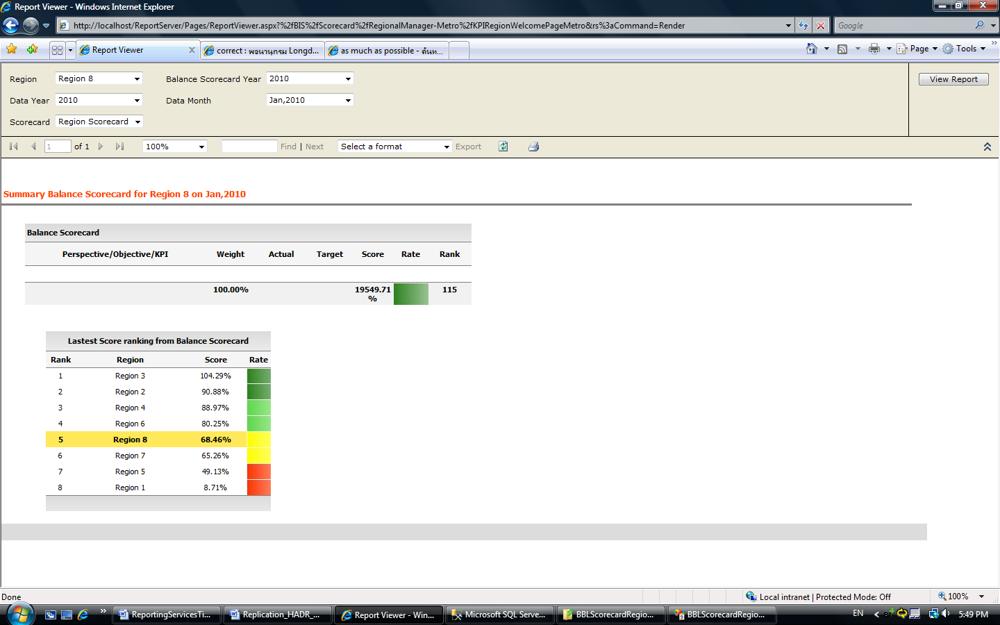 Report Viewer - Windows Internet Explorer
http://localhost/ReportServer/Pages/ReportViewer.aspx?%2fBIS%2fScorecard%2fRegionalManager-Metro%2fKPIRegionWelcomePageMetro&rs%3aCommand=Render
Google
Report Viewer
correct : พจนานุกรม Longd...
as much as possible - ค้นห...
Page
Tools
Region Region 8 Balance Scorecard Year 2010
View Report
Data Year 2010 Data Month Jan,2010
Scorecard Region Scorecard
1 of 1 100% Find | Next Select a format Export
Summary Balance Scorecard for Region 8 on Jan,2010
Balance Scorecard
Perspective/Objective/KPI Weight Actual Target Score Rate Rank
100.00% 19549.71 115
%
Lastest Score ranking from Balance Scorecard
Rank Region Score Rate
1 Region 3 104.29%
2 Region 2 90.88%
3 Region 4 88.97%
4 Region 6 80.25%
5 Region 8 68.46%
6 Region 7 65.26%
7 Region 5 49.13%
8 Region 1 8.71%
Done
Local intranet | Protected Mode: Off
100%
ReportingServicesTi...
Replication_HADR_...
Report Viewer - Win...
Microsoft SQL Serve...
BBLScorecardRegio...
BBLScorecardRegio...
EN
5:49 PM